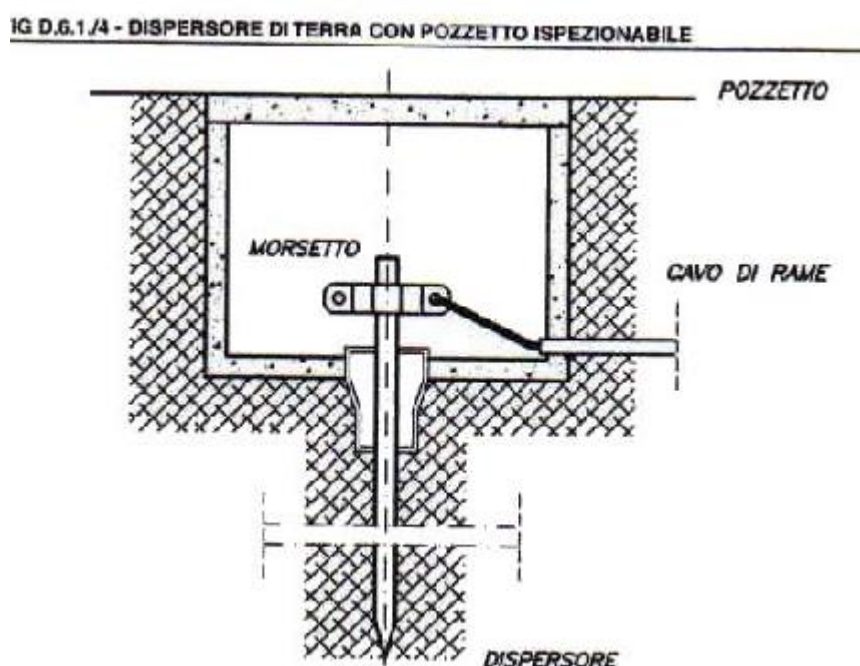 IG D.6.1./4 - DISPERSORE DI TERRA CON POZZETTO ISPEZIONABILE
POZZETTO
MORSETTO
CAVO DI RAME
DISPERSORE